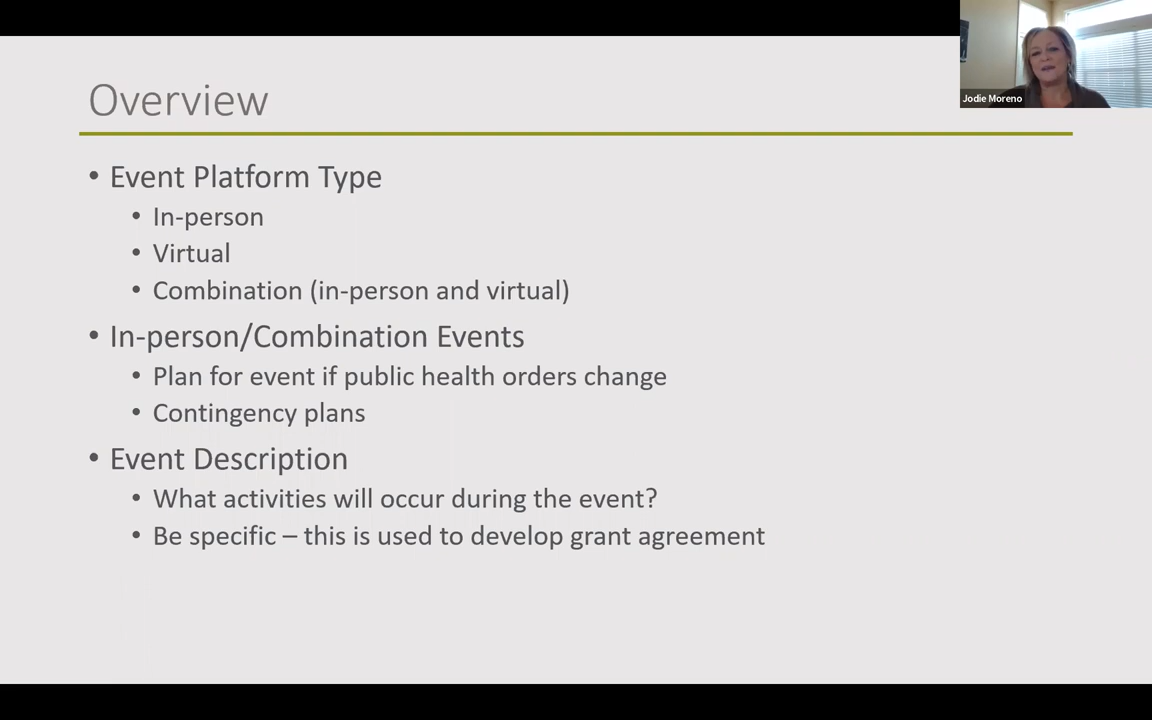 Overview
Jodie Moreno
• Event Platform Type
• In-person
• Virtual
• Combination (in-person and virtual)
• In-person/Combination Events
• Plan for event if public health orders change
• Contingency plans
• Event Description
• What activities will occur during the event?
• Be specific – this is used to develop grant agreement